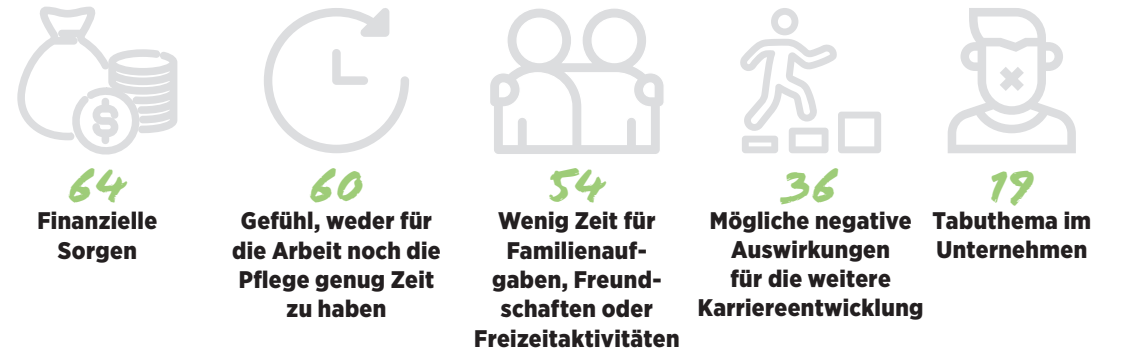 64
Finanzielle
Sorgen
60
Gefühl, weder für
die Arbeit noch die
Pflege genug Zeit
zu haben
54
Wenig Zeit für
Familienauf-
gaben, Freund-
schaften oder
Freizeitaktivitäten
36
Mögliche negative
Auswirkungen
für die weitere
Karriereentwicklung
19
Tabuthema im
Unternehmen